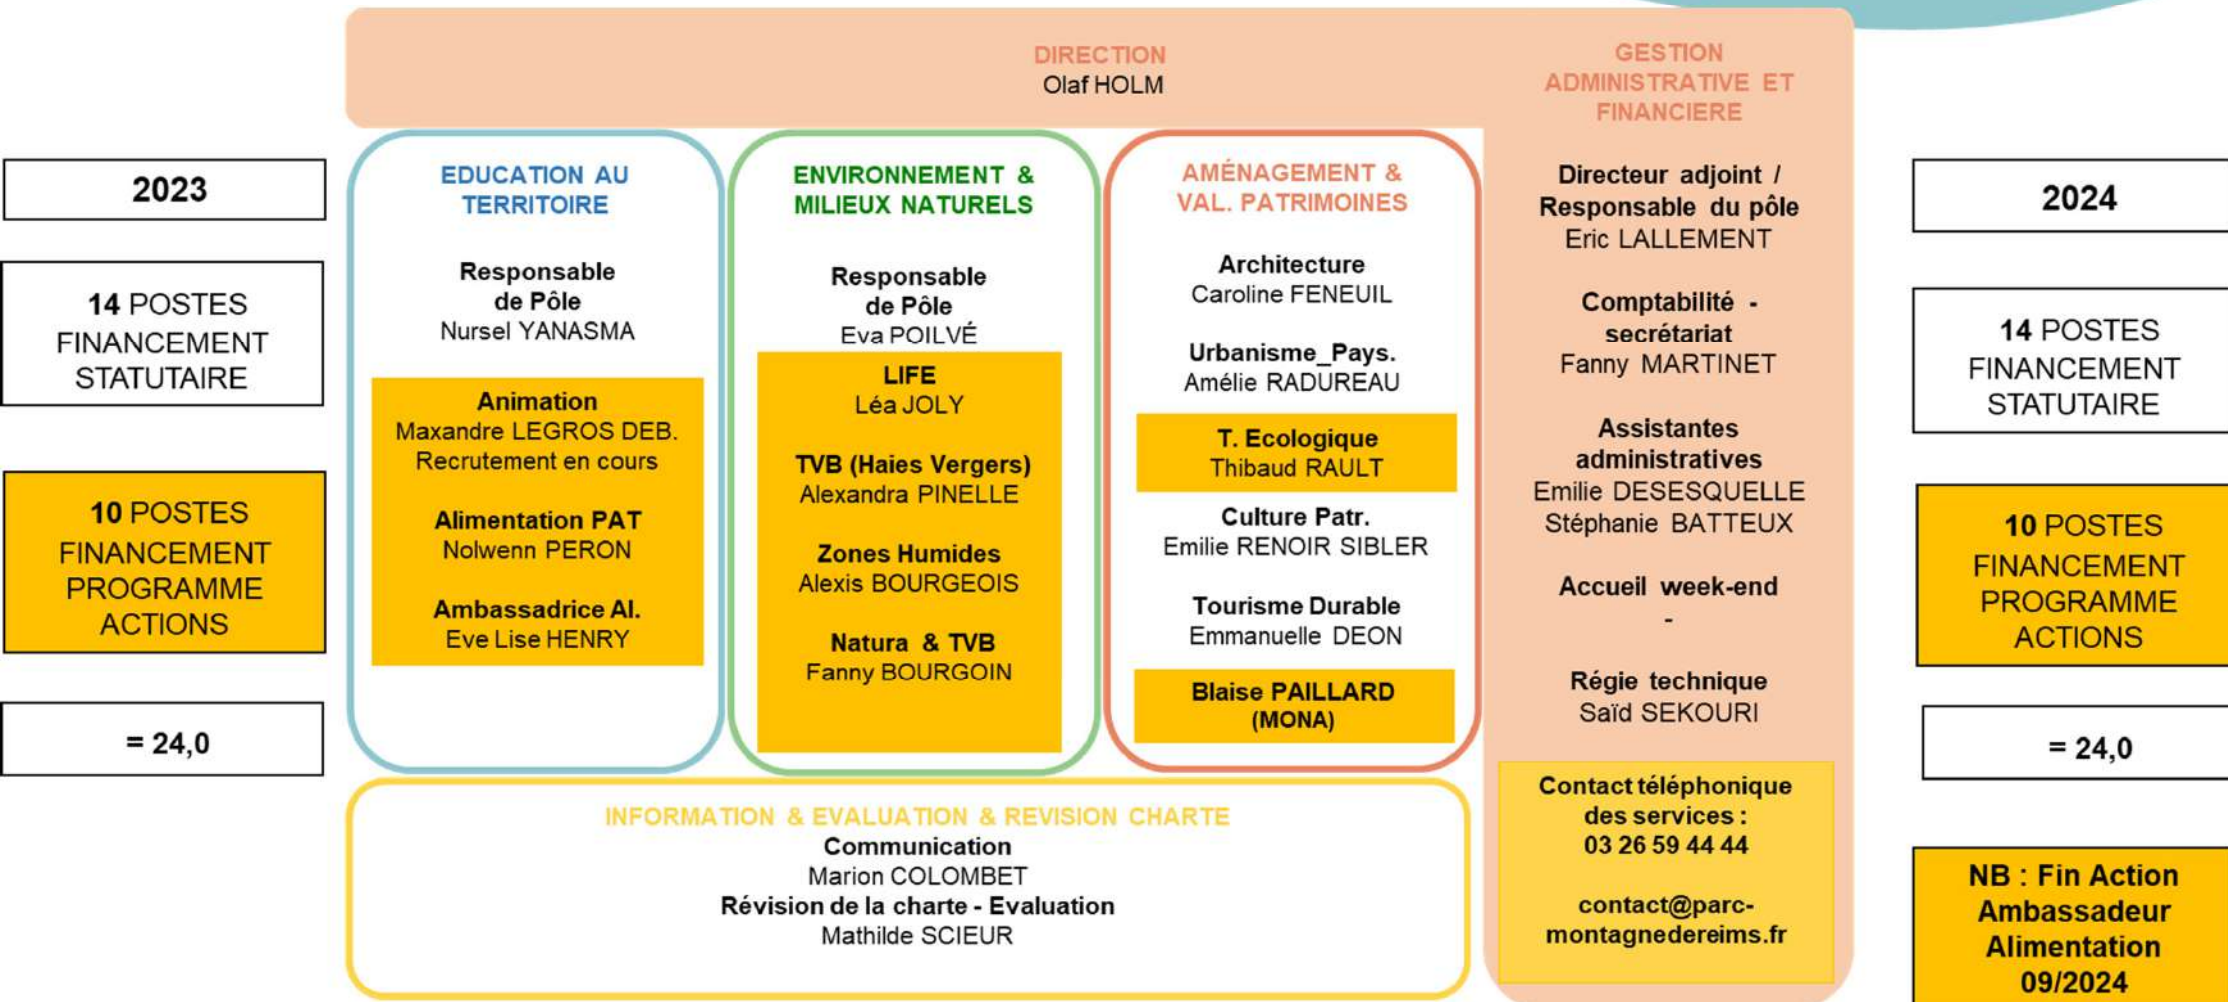 DIRECTION
Olaf HOLM
GESTION
ADMINISTRATIVE ET
FINANCIERE
2023
14 POSTES
FINANCEMENT
STATUTAIRE
10 POSTES
FINANCEMENT
PROGRAMME
ACTIONS
= 24,0
EDUCATION AU
TERRITOIRE
Responsable
de Pôle
Nursel YANASMA
Animation
Maxandre LEGROS DEB.
Recrutement en cours
Alimentation PAT
Nolwenn PERON
Ambassadrice Al.
Eve Lise HENRY
ENVIRONNEMENT &
MILIEUX NATURELS
Responsable
de Pôle
Eva POILVÉ
LIFE
Léa JOLY
TVB (Haies Vergers)
Alexandra PINELLE
Zones Humides
Alexis BOURGEOIS
Natura & TVB
Fanny BOURGOIN
AMÉNAGEMENT &
VAL. PATRIMOINES
Architecture
Caroline FENEUIL
Urbanisme_Pays.
Amélie RADUREAU
T. Ecologique
Thibaud RAULT
Culture Patr.
Emilie RENOIR SIBLER
Tourisme Durable
Emmanuelle DEON
Blaise PAILLARD
(MONA)
Directeur adjoint /
Responsable du pôle
Eric LALLEMENT
Comptabilité -
secrétariat
Fanny MARTINET
Assistantes
administratives
Emilie DESESQUELLE
Stéphanie BATTEUX
Accueil week-end
-
Régie technique
Saïd SEKOURI
Contact téléphonique
des services :
03 26 59 44 44
contact@parc-
montagnedereims.fr
INFORMATION & EVALUATION & REVISION CHARTE
Communication
Marion COLOMBET
Révision de la charte - Evaluation
Mathilde SCIEUR
2024
14 POSTES
FINANCEMENT
STATUTAIRE
10 POSTES
FINANCEMENT
PROGRAMME
ACTIONS
= 24,0
NB : Fin Action
Ambassadeur
Alimentation
09/2024